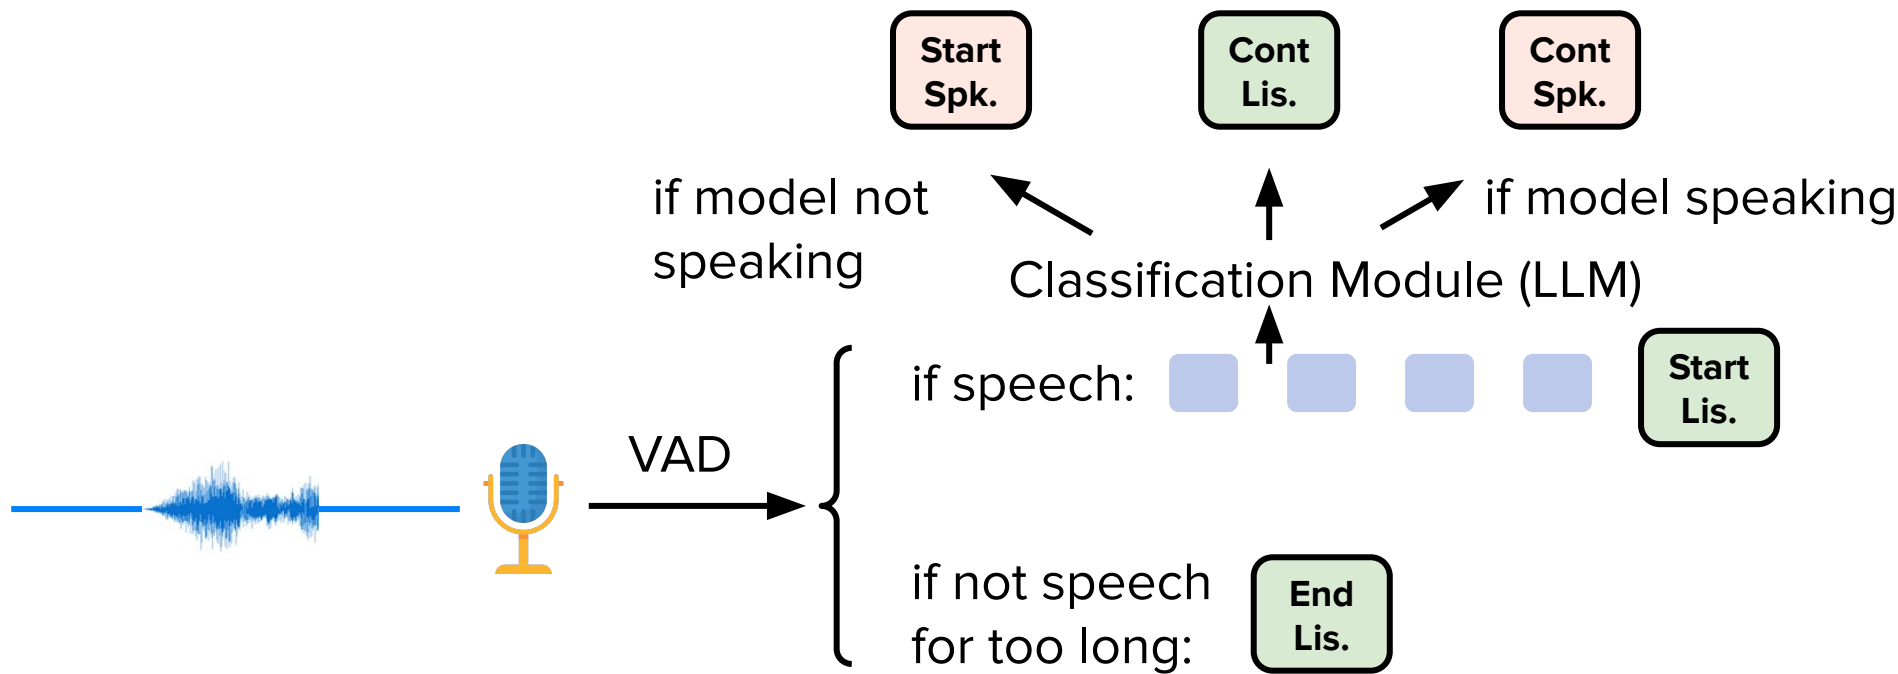 Start
Spk.
Cont
Lis.
Cont
Spk.
if model not
speaking
if model speaking
Classification Module (LLM)
if speech:
Start
Lis.
VAD
if not speech
for too long:
End
Lis.